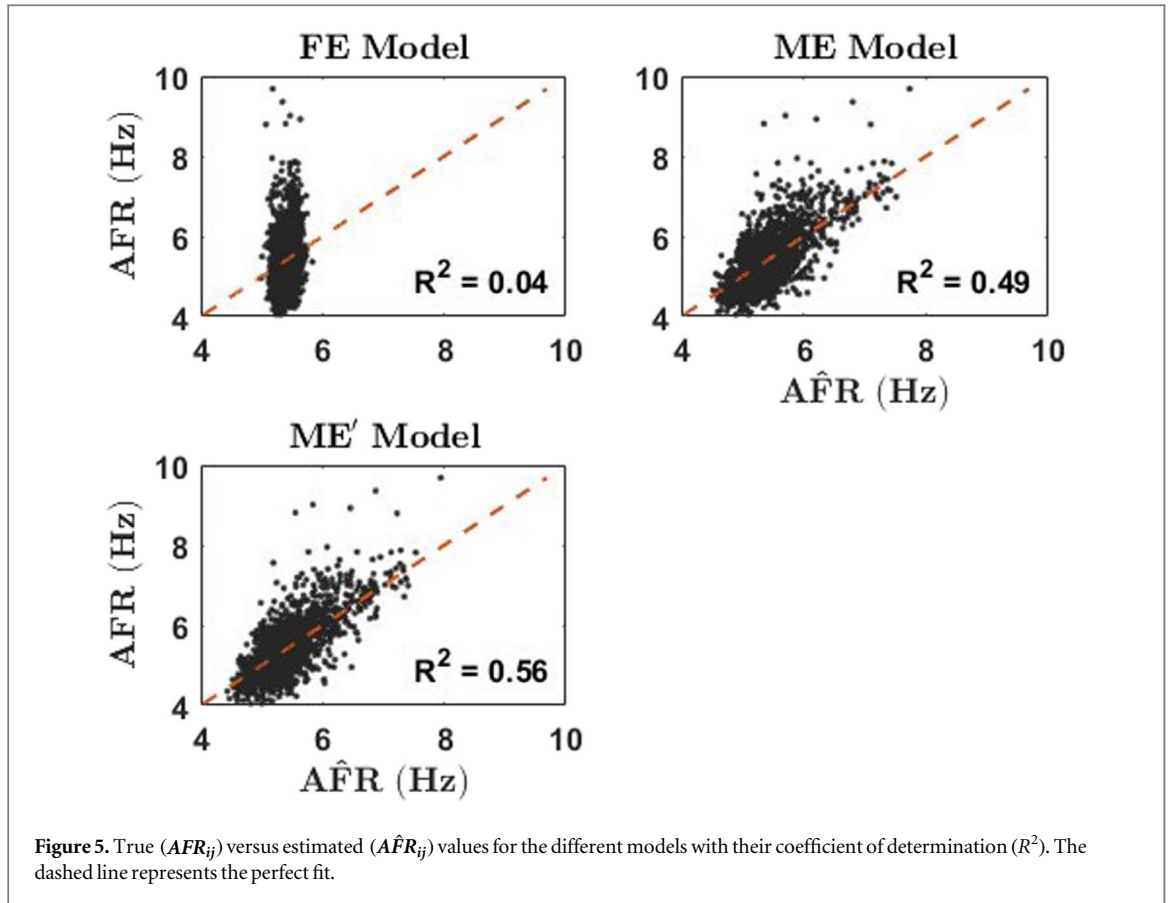 FE Model
10
8
6
4
AFR (Hz)
R² = 0.04
4 6 8 10
ME Model
10
8
6
4
R² = 0.49
4 6 8 10
AF̂R (Hz)
ME′ Model
10
8
6
4
AFR (Hz)
R² = 0.56
4 6 8 10
AF̂R (Hz)
Figure 5. True (AFRij) versus estimated (AF̂Rij) values for the different models with their coefficient of determination (R²). The
dashed line represents the perfect fit.